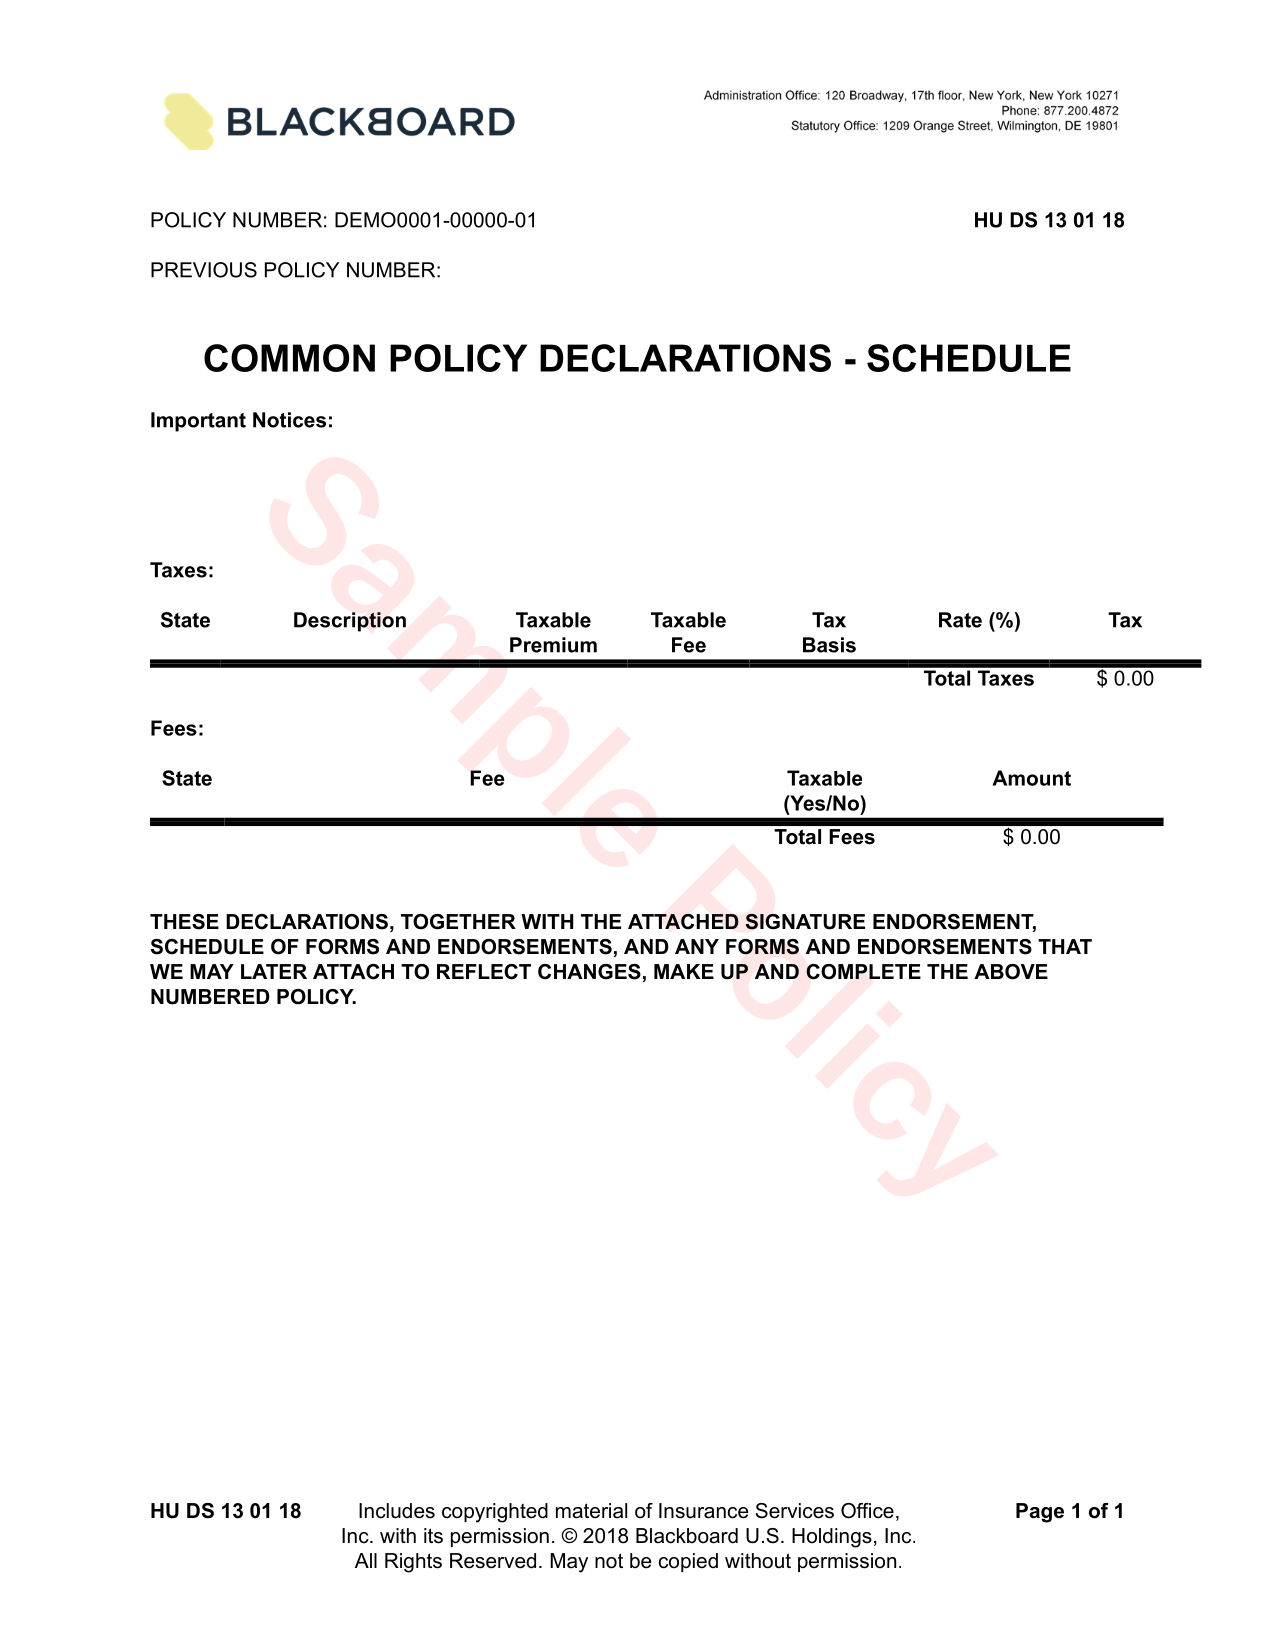 BLACKBOARD
Administration Office: 120 Broadway, 17th floor, New York, New York 10271
Phone: 877.200.4872
Statutory Office: 1209 Orange Street, Wilmington, DE 19801
POLICY NUMBER: DEMO0001-00000-01 HU DS 13 01 18
PREVIOUS POLICY NUMBER:
COMMON POLICY DECLARATIONS - SCHEDULE
Important Notices:
Sample Policy
Taxes:
State Description Taxable Taxable Tax Rate (%) Tax
Premium Fee Basis
Total Taxes $ 0.00
Fees:
State Fee Taxable Amount
(Yes/No)
Total Fees $ 0.00
THESE DECLARATIONS, TOGETHER WITH THE ATTACHED SIGNATURE ENDORSEMENT,
SCHEDULE OF FORMS AND ENDORSEMENTS, AND ANY FORMS AND ENDORSEMENTS THAT
WE MAY LATER ATTACH TO REFLECT CHANGES, MAKE UP AND COMPLETE THE ABOVE
NUMBERED POLICY.
HU DS 13 01 18 Includes copyrighted material of Insurance Services Office, Page 1 of 1
Inc. with its permission. © 2018 Blackboard U.S. Holdings, Inc.
All Rights Reserved. May not be copied without permission.